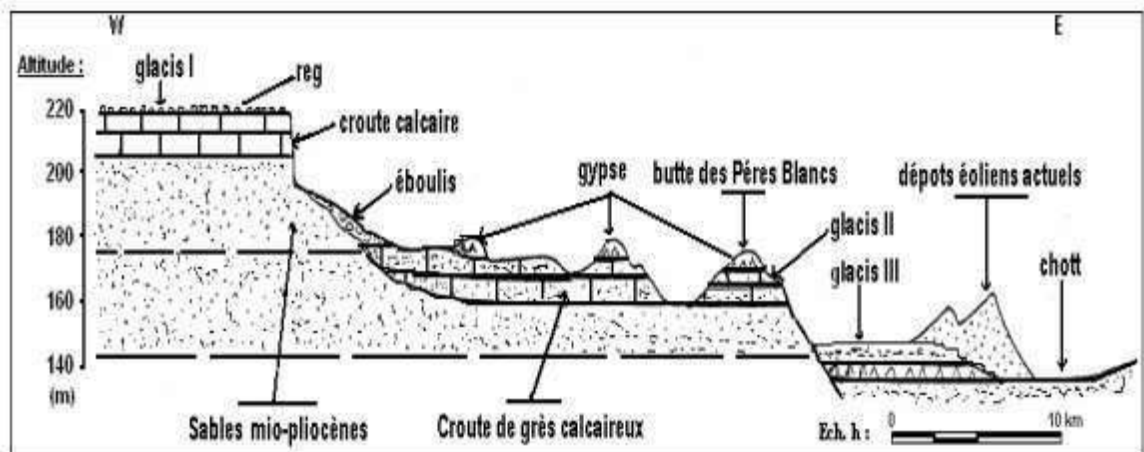 W E
Altitude :
glacis I
reg
220
croute calcaire
200
éboulis
gypse
butte des Péres Blancs
dépots éoliens actuels
180
glacis II
glacis III
chott
160
140
(m)
Sables mio-pliocènes
Croute de grès calcaireux
Ech. h :
0 10 km